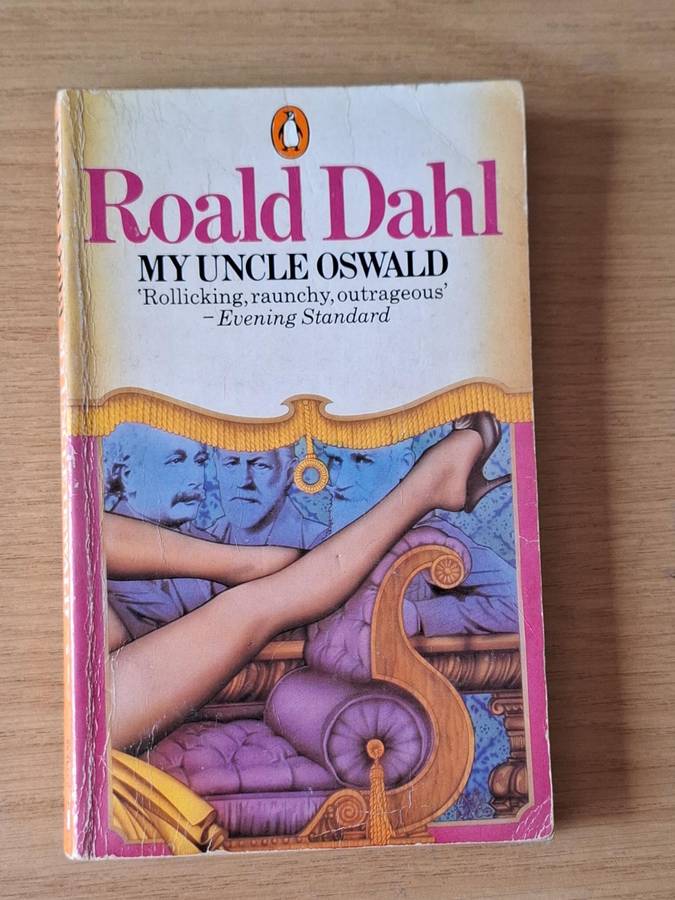 Roald Dahl
MY UNCLE OSWALD
‘Rollicking, raunchy, outrageous’
– Evening Standard